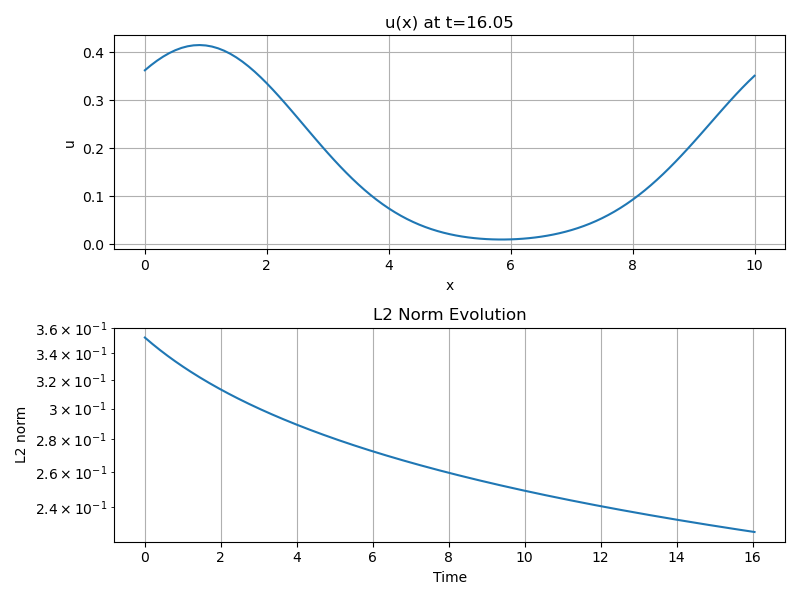 u(x) at t=16.05
0.4
0.3
0.2
0.1
0.0
u
0 2 4 6 8 10
x
L2 Norm Evolution
3.6 × 10⁻¹
3.4 × 10⁻¹
3.2 × 10⁻¹
3 × 10⁻¹
2.8 × 10⁻¹
2.6 × 10⁻¹
2.4 × 10⁻¹
L2 norm
0 2 4 6 8 10 12 14 16
Time